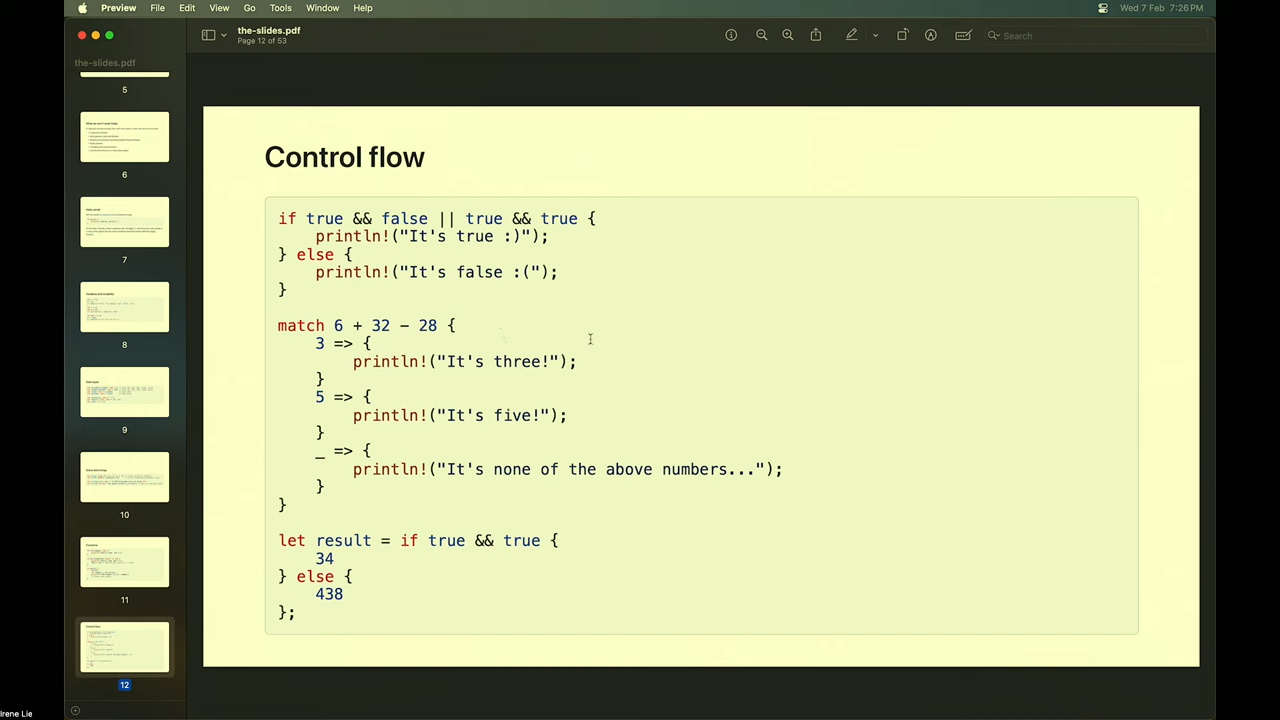 Preview File Edit View Go Tools Window Help Wed 7 Feb 7:26 PM
the-slides.pdf
Page 12 of 53
Search
the-slides.pdf
5
6
7
8
9
10
11
12
Control flow
if true && false || true && true {
    println!("It's true :)");
} else {
    println!("It's false :(");
}
match 6 + 32 - 28 {
    3 => {
        println!("It's three!");
    }
    5 => {
        println!("It's five!");
    }
    _ => {
        println!("It's none of the above numbers...");
    }
}
let result = if true && true {
    34
} else {
    438
};
Irene Lie